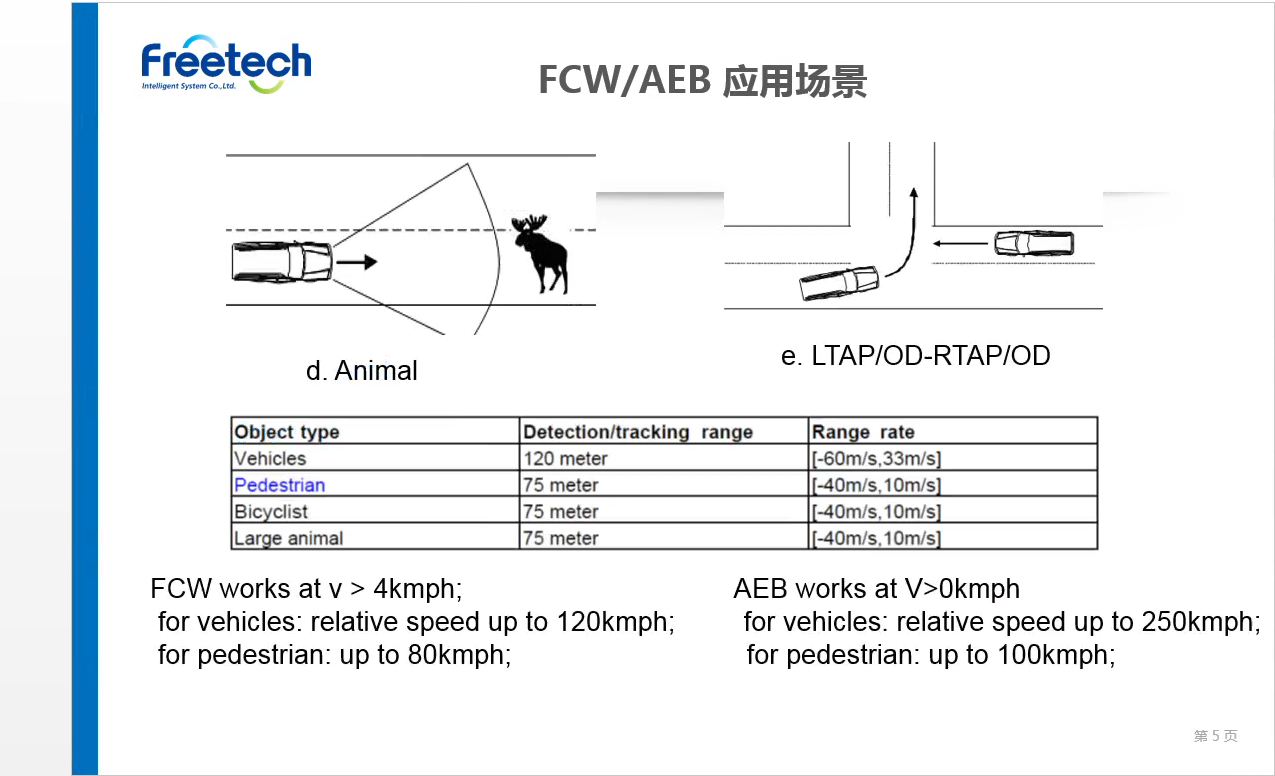 Freetech
Intelligent System Co.,Ltd.
FCW/AEB 应用场景
d. Animal
e. LTAP/OD-RTAP/OD
Object type Detection/tracking range Range rate
Vehicles 120 meter [-60m/s,33m/s]
Pedestrian 75 meter [-40m/s,10m/s]
Bicyclist 75 meter [-40m/s,10m/s]
Large animal 75 meter [-40m/s,10m/s]
FCW works at v > 4kmph;
for vehicles: relative speed up to 120kmph;
for pedestrian: up to 80kmph;
AEB works at V>0kmph
for vehicles: relative speed up to 250kmph;
for pedestrian: up to 100kmph;
第 5 页